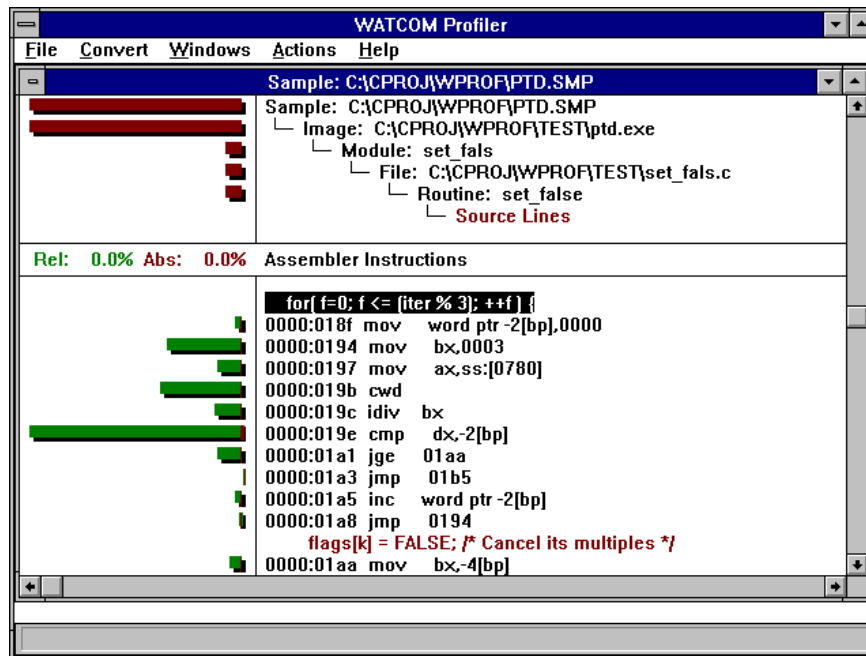 WATCOM Profiler
File Convert Windows Actions Help
Sample: C:\CPROJ\WPROF\PTD.SMP
Sample: C:\CPROJ\WPROF\PTD.SMP
Image: C:\CPROJ\WPROF\TEST\ptd.exe
Module: set_fals
File: C:\CPROJ\WPROF\TEST\set_fals.c
Routine: set_false
Source Lines
Rel: 0.0% Abs: 0.0% Assembler Instructions
for( f=0; f <= (iter % 3); ++f ) {
0000:018f mov word ptr -2[bp],0000
0000:0194 mov bx,0003
0000:0197 mov ax,ss:[0780]
0000:019b cwd
0000:019c idiv bx
0000:019e cmp dx,-2[bp]
0000:01a1 jge 01aa
0000:01a3 jmp 01b5
0000:01a5 inc word ptr -2[bp]
0000:01a8 jmp 0194
flags[k] = FALSE; /* Cancel its multiples */
0000:01aa mov bx,-4[bp]